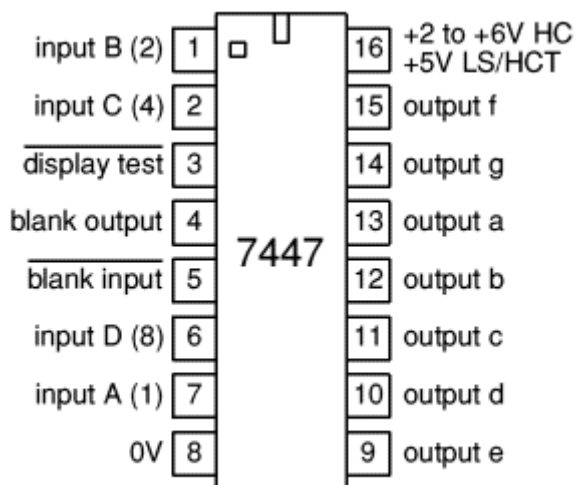 input B (2) 1 16 +2 to +6V HC
+5V LS/HCT
input C (4) 2 15 output f
display test 3 14 output g
blank output 4 13 output a
7447
blank input 5 12 output b
input D (8) 6 11 output c
input A (1) 7 10 output d
0V 8 9 output e